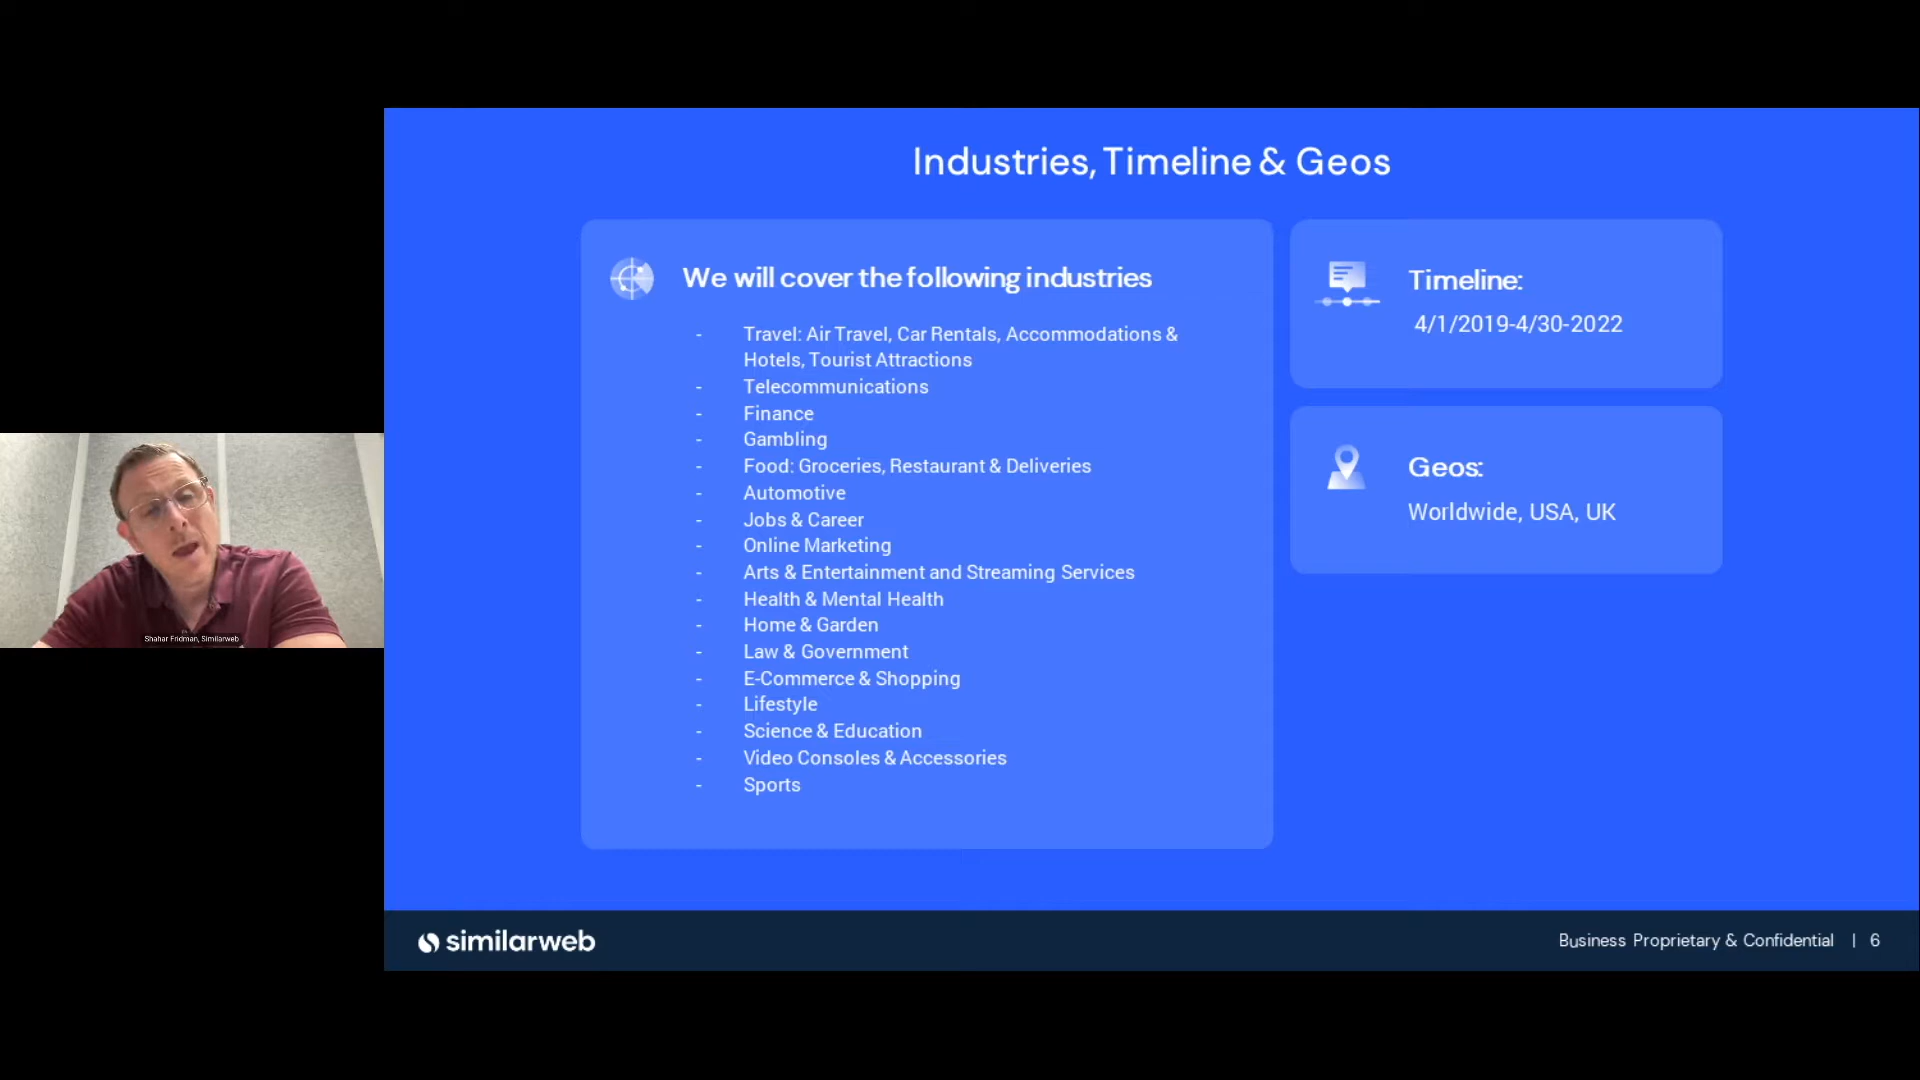 Industries, Timeline & Geos
We will cover the following industries
- Travel: Air Travel, Car Rentals, Accommodations &
Hotels, Tourist Attractions
- Telecommunications
- Finance
- Gambling
- Food: Groceries, Restaurant & Deliveries
- Automotive
- Jobs & Career
- Online Marketing
- Arts & Entertainment and Streaming Services
- Health & Mental Health
- Home & Garden
- Law & Government
- E-Commerce & Shopping
- Lifestyle
- Science & Education
- Video Consoles & Accessories
- Sports
Timeline:
4/1/2019-4/30-2022
Geos:
Worldwide, USA, UK
Shahar Fridman, Similarweb
similarweb
Business Proprietary & Confidential | 6